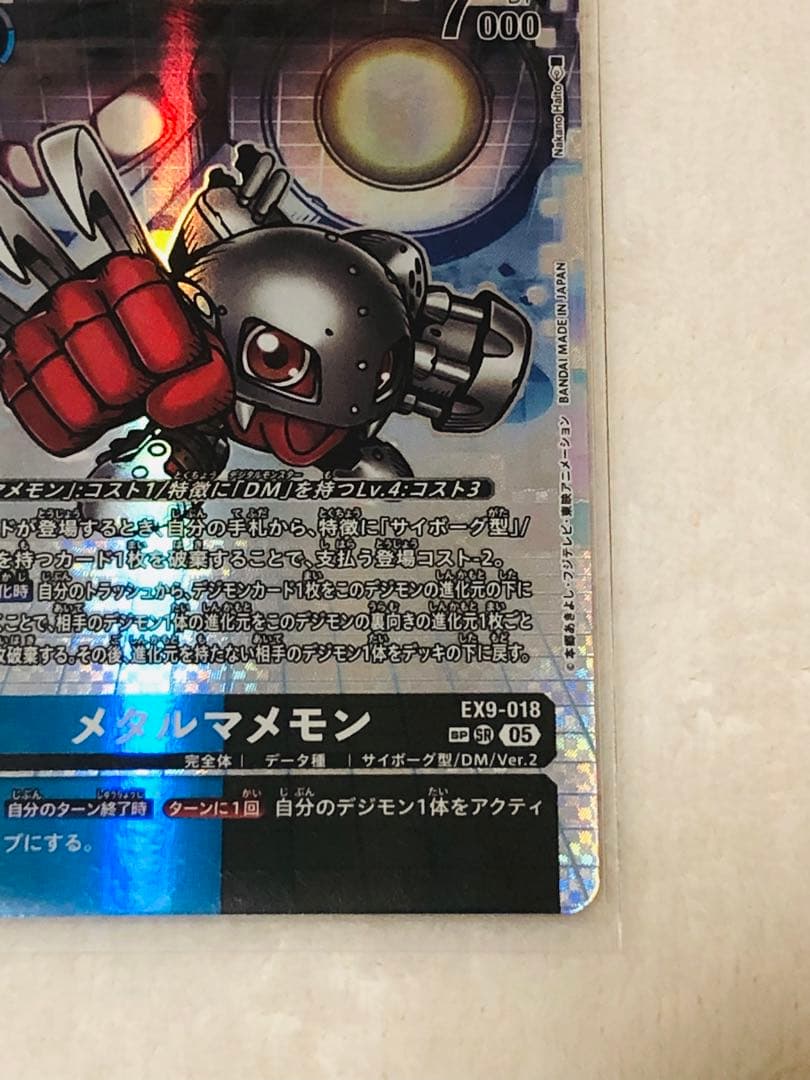 7000
Nakano Haito
BANDAI MADE IN JAPAN
© 本郷あきよし・フジテレビ・東映アニメーション
マメモン」:コスト1/特徴に「DM」を持つLv.4:コスト3
ドが登場するとき、自分の手札から、特徴に「サイボーグ型」/
を持つカード1枚を破棄することで、支払う登場コスト-2。
化時 自分のトラッシュから、デジモンカード1枚をこのデジモンの進化元の下に
ことで、相手のデジモン1体の進化元をこのデジモンの裏向きの進化元1枚ごと
破棄する。その後、進化元を持たない相手のデジモン1体をデッキの下に戻す。
EX9-018
メタルマメモン SP SR 05
完全体 | データ種 | サイボーグ型/DM/Ver.2
自分のターン終了時 ターンに1回 自分のデジモン1体をアクティ
ブにする。